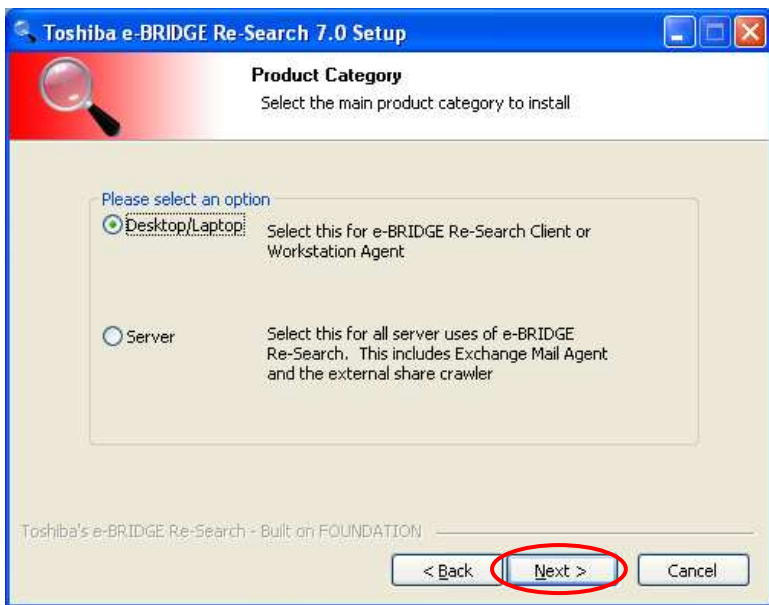 Toshiba e-BRIDGE Re-Search 7.0 Setup
Product Category
Select the main product category to install
Please select an option
Desktop/Laptop
Select this for e-BRIDGE Re-Search Client or
Workstation Agent
Server
Select this for all server uses of e-BRIDGE
Re-Search. This includes Exchange Mail Agent
and the external share crawler
Toshiba's e-BRIDGE Re-Search - Built on FOUNDATION
< Back
Next >
Cancel